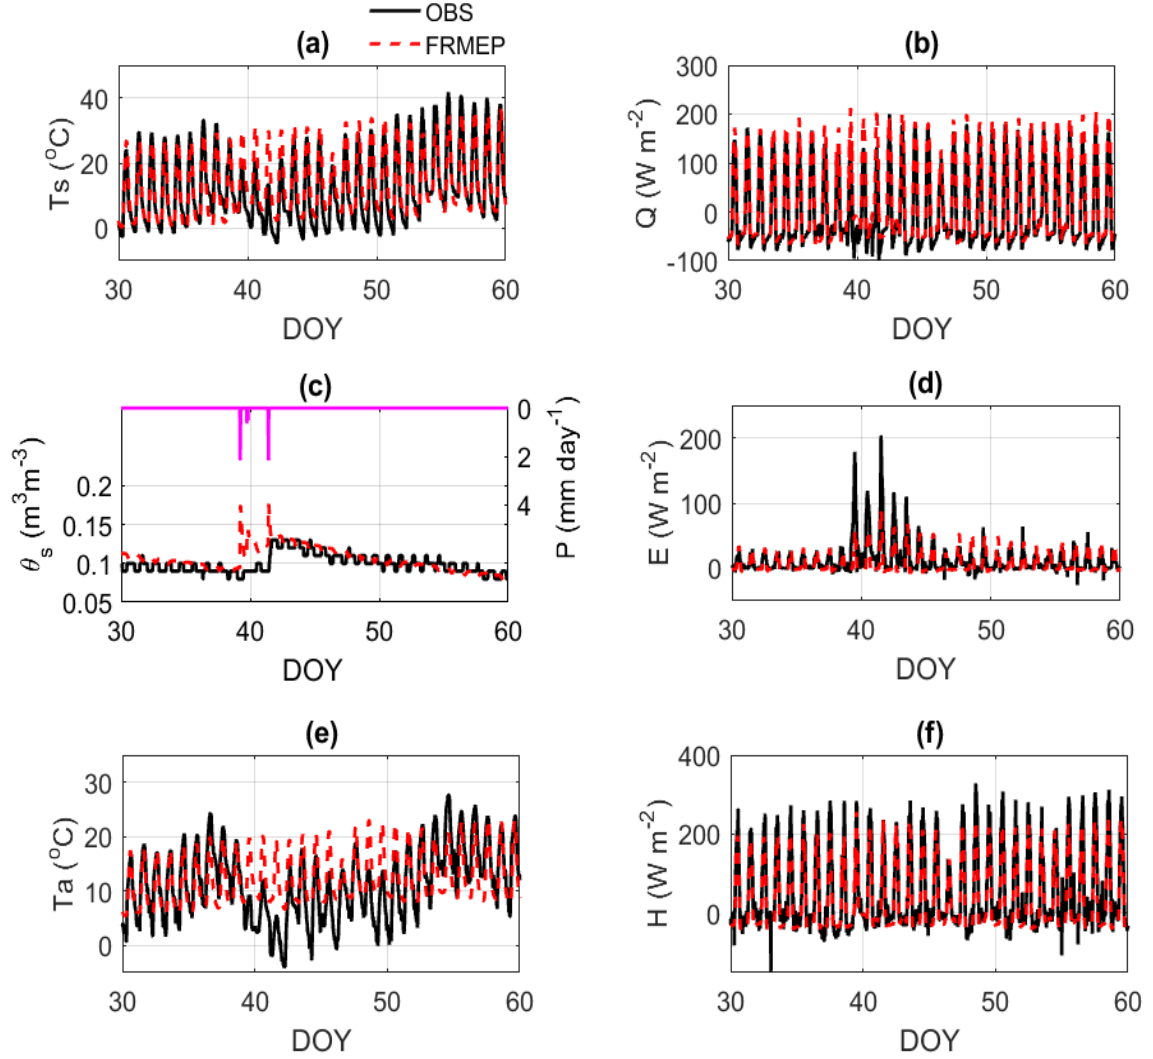 OBS
FRMEP
(a)
Ts (°C)
40
20
0
30 40 50 60
DOY
(b)
Q (W m⁻²)
300
200
100
0
-100
30 40 50 60
DOY
(c)
θs (m³m⁻³)
0.2
0.15
0.1
0.05
0
2
4
P (mm day⁻¹)
30 40 50 60
DOY
(d)
E (W m⁻²)
200
100
0
30 40 50 60
DOY
(e)
Ta (°C)
30
20
10
0
30 40 50 60
DOY
(f)
H (W m⁻²)
400
200
0
30 40 50 60
DOY